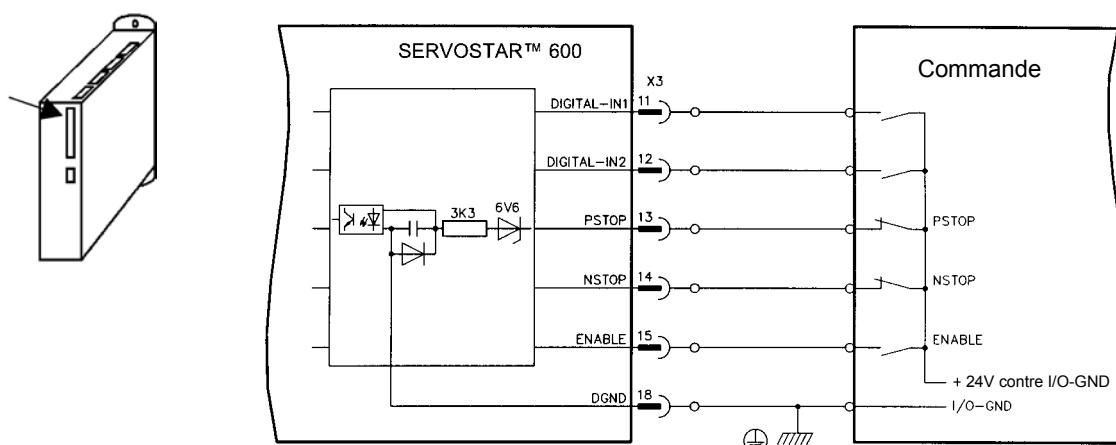 SERVOSTAR™ 600
Commande
X3
DIGITAL-IN1 11
DIGITAL-IN2 12
3K3 6V6
PSTOP 13 PSTOP
NSTOP 14 NSTOP
ENABLE 15 ENABLE
+ 24V contre I/O-GND
DGND 18 I/O-GND